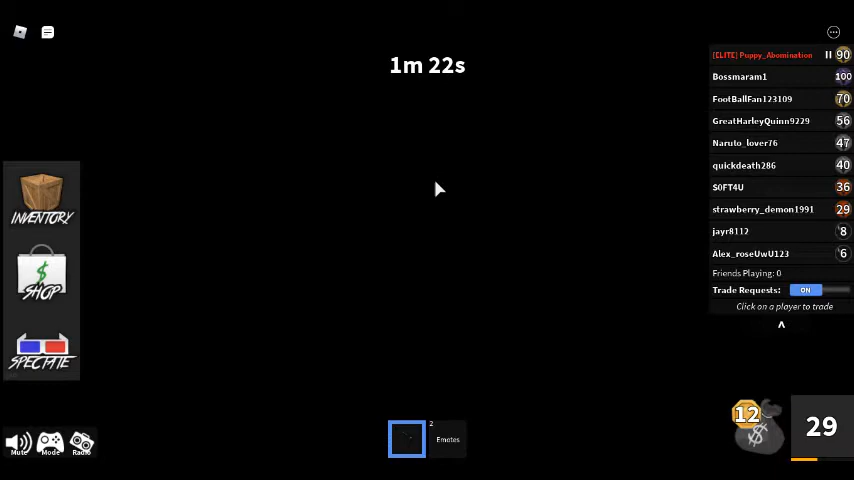 1m 22s
[ELITE] Puppy_Abomination 90
Bossmaram1 100
FootBallFan123109 70
GreatHarleyQuinn9229 56
Naruto_lover76 47
quickdeath286 40
S0FT4U 36
strawberry_demon1991 29
jayr8112 8
Alex_roseUwU123 6
Friends Playing: 0
Trade Requests: ON
Click on a player to trade
INVENTORY
SHOP
SPECTATE
Mute
Mode
Radio
2
Emotes
12
29